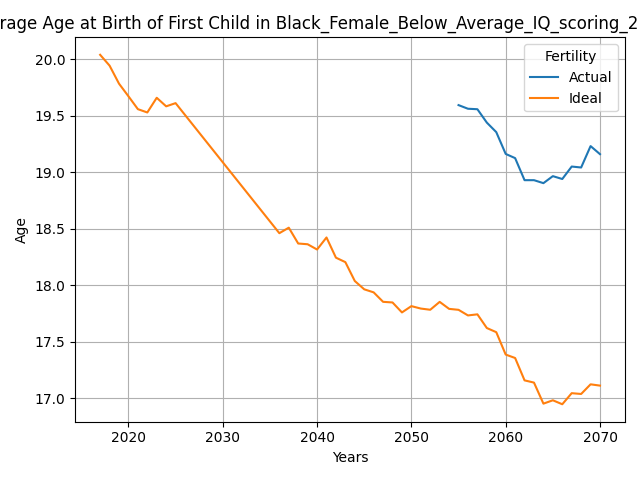 rage Age at Birth of First Child in Black_Female_Below_Average_IQ_scoring_2
Fertility
Actual
Ideal
Age
20.0
19.5
19.0
18.5
18.0
17.5
17.0
2020 2030 2040 2050 2060 2070
Years